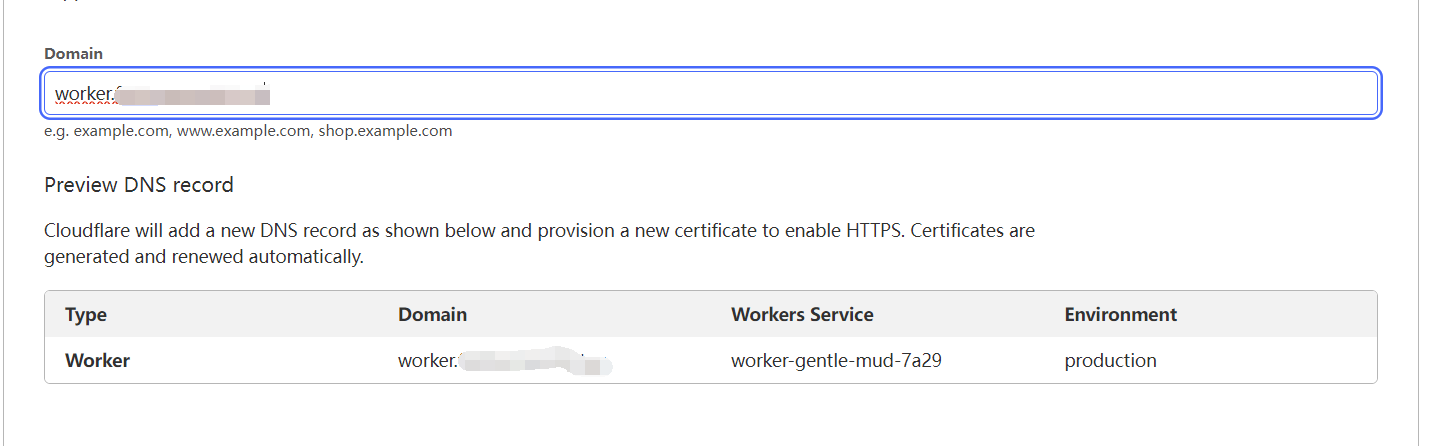 Domain
worker.
e.g. example.com, www.example.com, shop.example.com
Preview DNS record
Cloudflare will add a new DNS record as shown below and provision a new certificate to enable HTTPS. Certificates are
generated and renewed automatically.
Type Domain Workers Service Environment
Worker worker. worker-gentle-mud-7a29 production